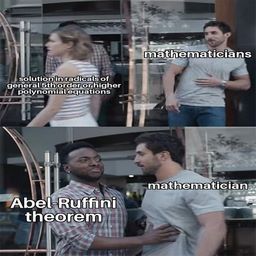 mathematicians
solution in radicals of
general 5th order or higher
polynomial equations
mathematician
Abel-Ruffini
theorem